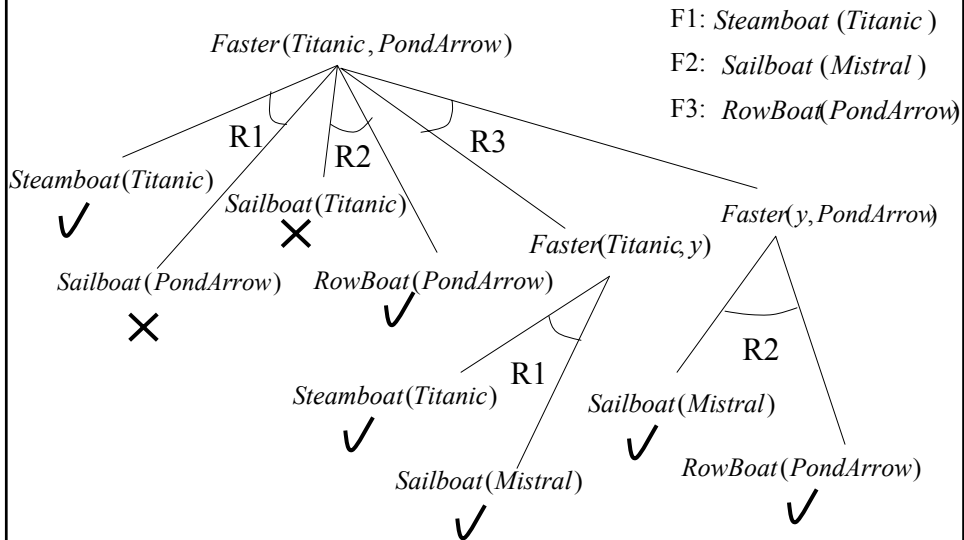 F1: Steamboat (Titanic)
Faster(Titanic, PondArrow)
F2: Sailboat (Mistral)
F3: RowBoat(PondArrow)
R1
R2
R3
Steamboat(Titanic)
Sailboat(Titanic)
Faster(y, PondArrow)
Faster(Titanic, y)
Sailboat(PondArrow)
RowBoat(PondArrow)
R1
R2
Steamboat(Titanic)
Sailboat(Mistral)
Sailboat(Mistral)
RowBoat(PondArrow)